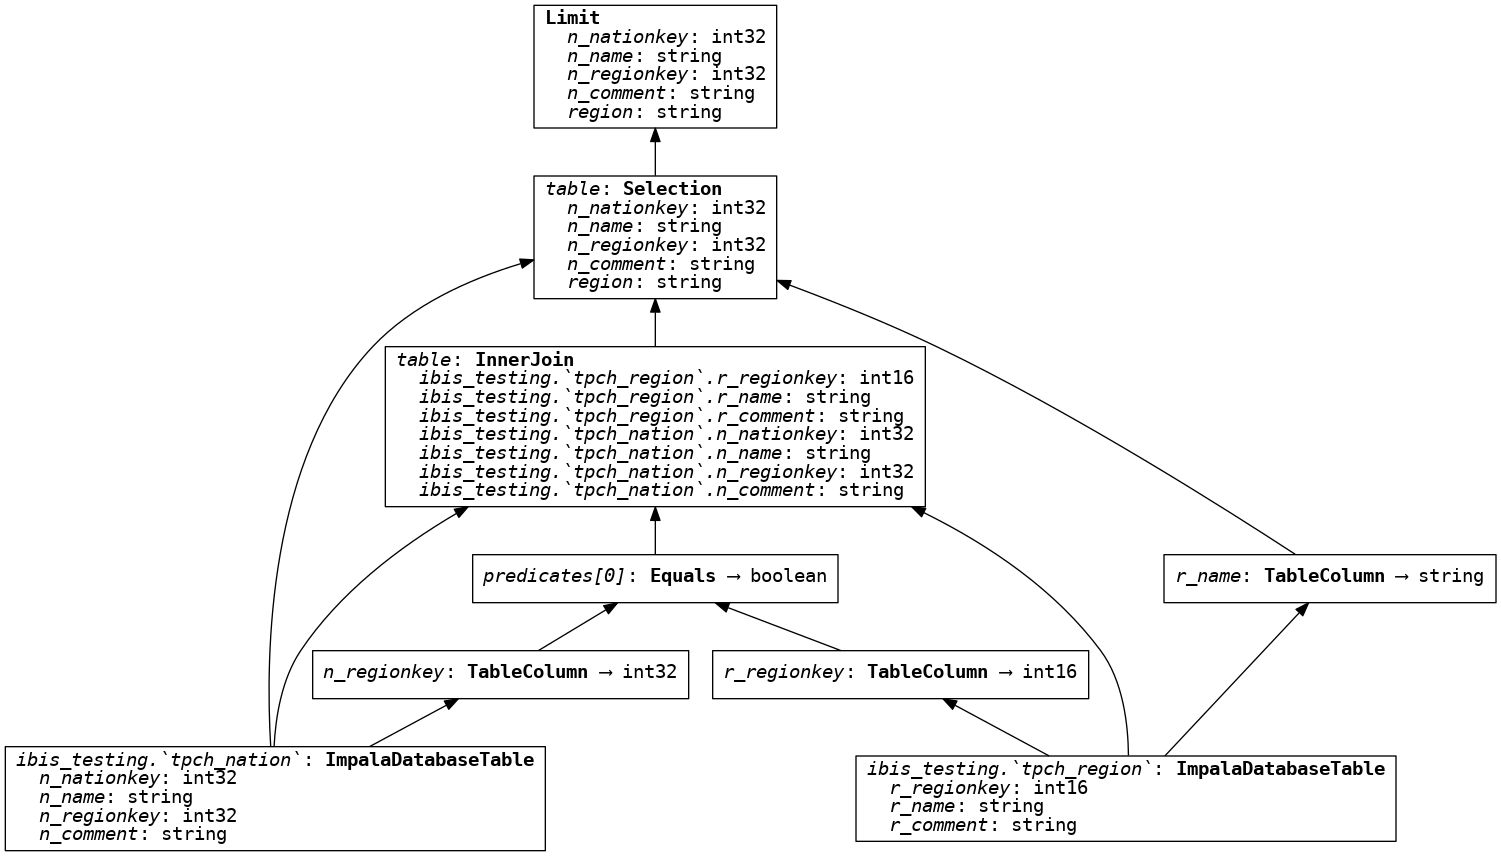 Limit
n_nationkey: int32
n_name: string
n_regionkey: int32
n_comment: string
region: string
table: Selection
n_nationkey: int32
n_name: string
n_regionkey: int32
n_comment: string
region: string
table: InnerJoin
ibis_testing.`tpch_region`.r_regionkey: int16
ibis_testing.`tpch_region`.r_name: string
ibis_testing.`tpch_region`.r_comment: string
ibis_testing.`tpch_nation`.n_nationkey: int32
ibis_testing.`tpch_nation`.n_name: string
ibis_testing.`tpch_nation`.n_regionkey: int32
ibis_testing.`tpch_nation`.n_comment: string
predicates[0]: Equals → boolean
r_name: TableColumn → string
n_regionkey: TableColumn → int32
r_regionkey: TableColumn → int16
ibis_testing.`tpch_nation`: ImpalaDatabaseTable
n_nationkey: int32
n_name: string
n_regionkey: int32
n_comment: string
ibis_testing.`tpch_region`: ImpalaDatabaseTable
r_regionkey: int16
r_name: string
r_comment: string